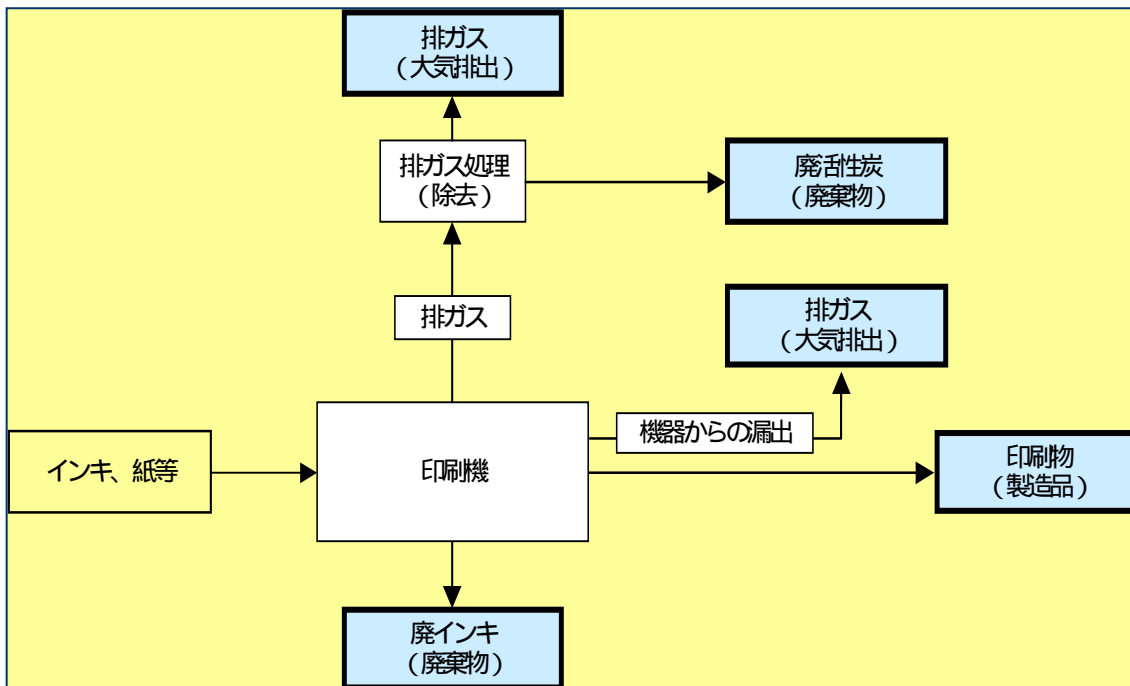 排ガス
(大気排出)
排ガス処理
(除去)
廃活性炭
(廃棄物)
排ガス
排ガス
(大気排出)
機器からの漏出
インキ、紙等
印刷機
印刷物
(製造品)
廃インキ
(廃棄物)